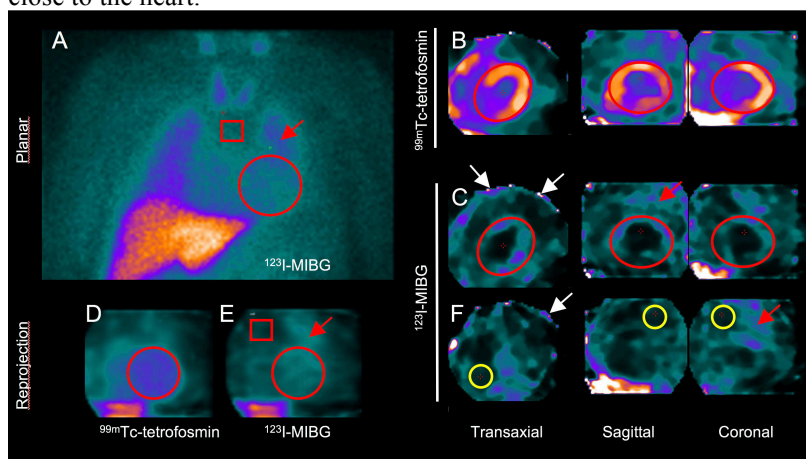 close to the heart.
A
B
Planar
99mTc-tetrofosmin
123I-MIBG
C
123I-MIBG
F
D
E
Reprojection
99mTc-tetrofosmin
123I-MIBG
Transaxial
Sagittal
Coronal